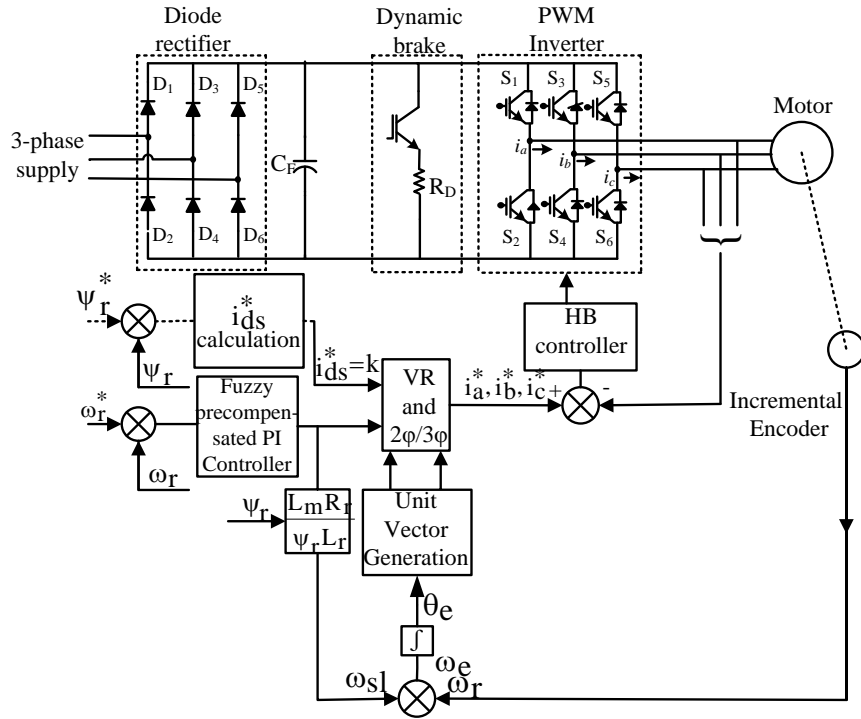 Diode
rectifier
Dynamic
brake
PWM
Inverter
D1 D3 D5
S1 S3 S5
Motor
3-phase
supply
CF
RD
ia ib ic
D2 D4 D6
S2 S4 S6
ψr*
i*ds
calculation
HB
controller
ψr
i*ds=k
VR
and
2φ/3φ
i*a, i*b, i*c + -
Fuzzy
precompen-
sated PI
Controller
ωr*
ωr
Incremental
Encoder
ψr
LmRr
ψrLr
Unit
Vector
Generation
θe
∫
ωe
ωsl
ωr